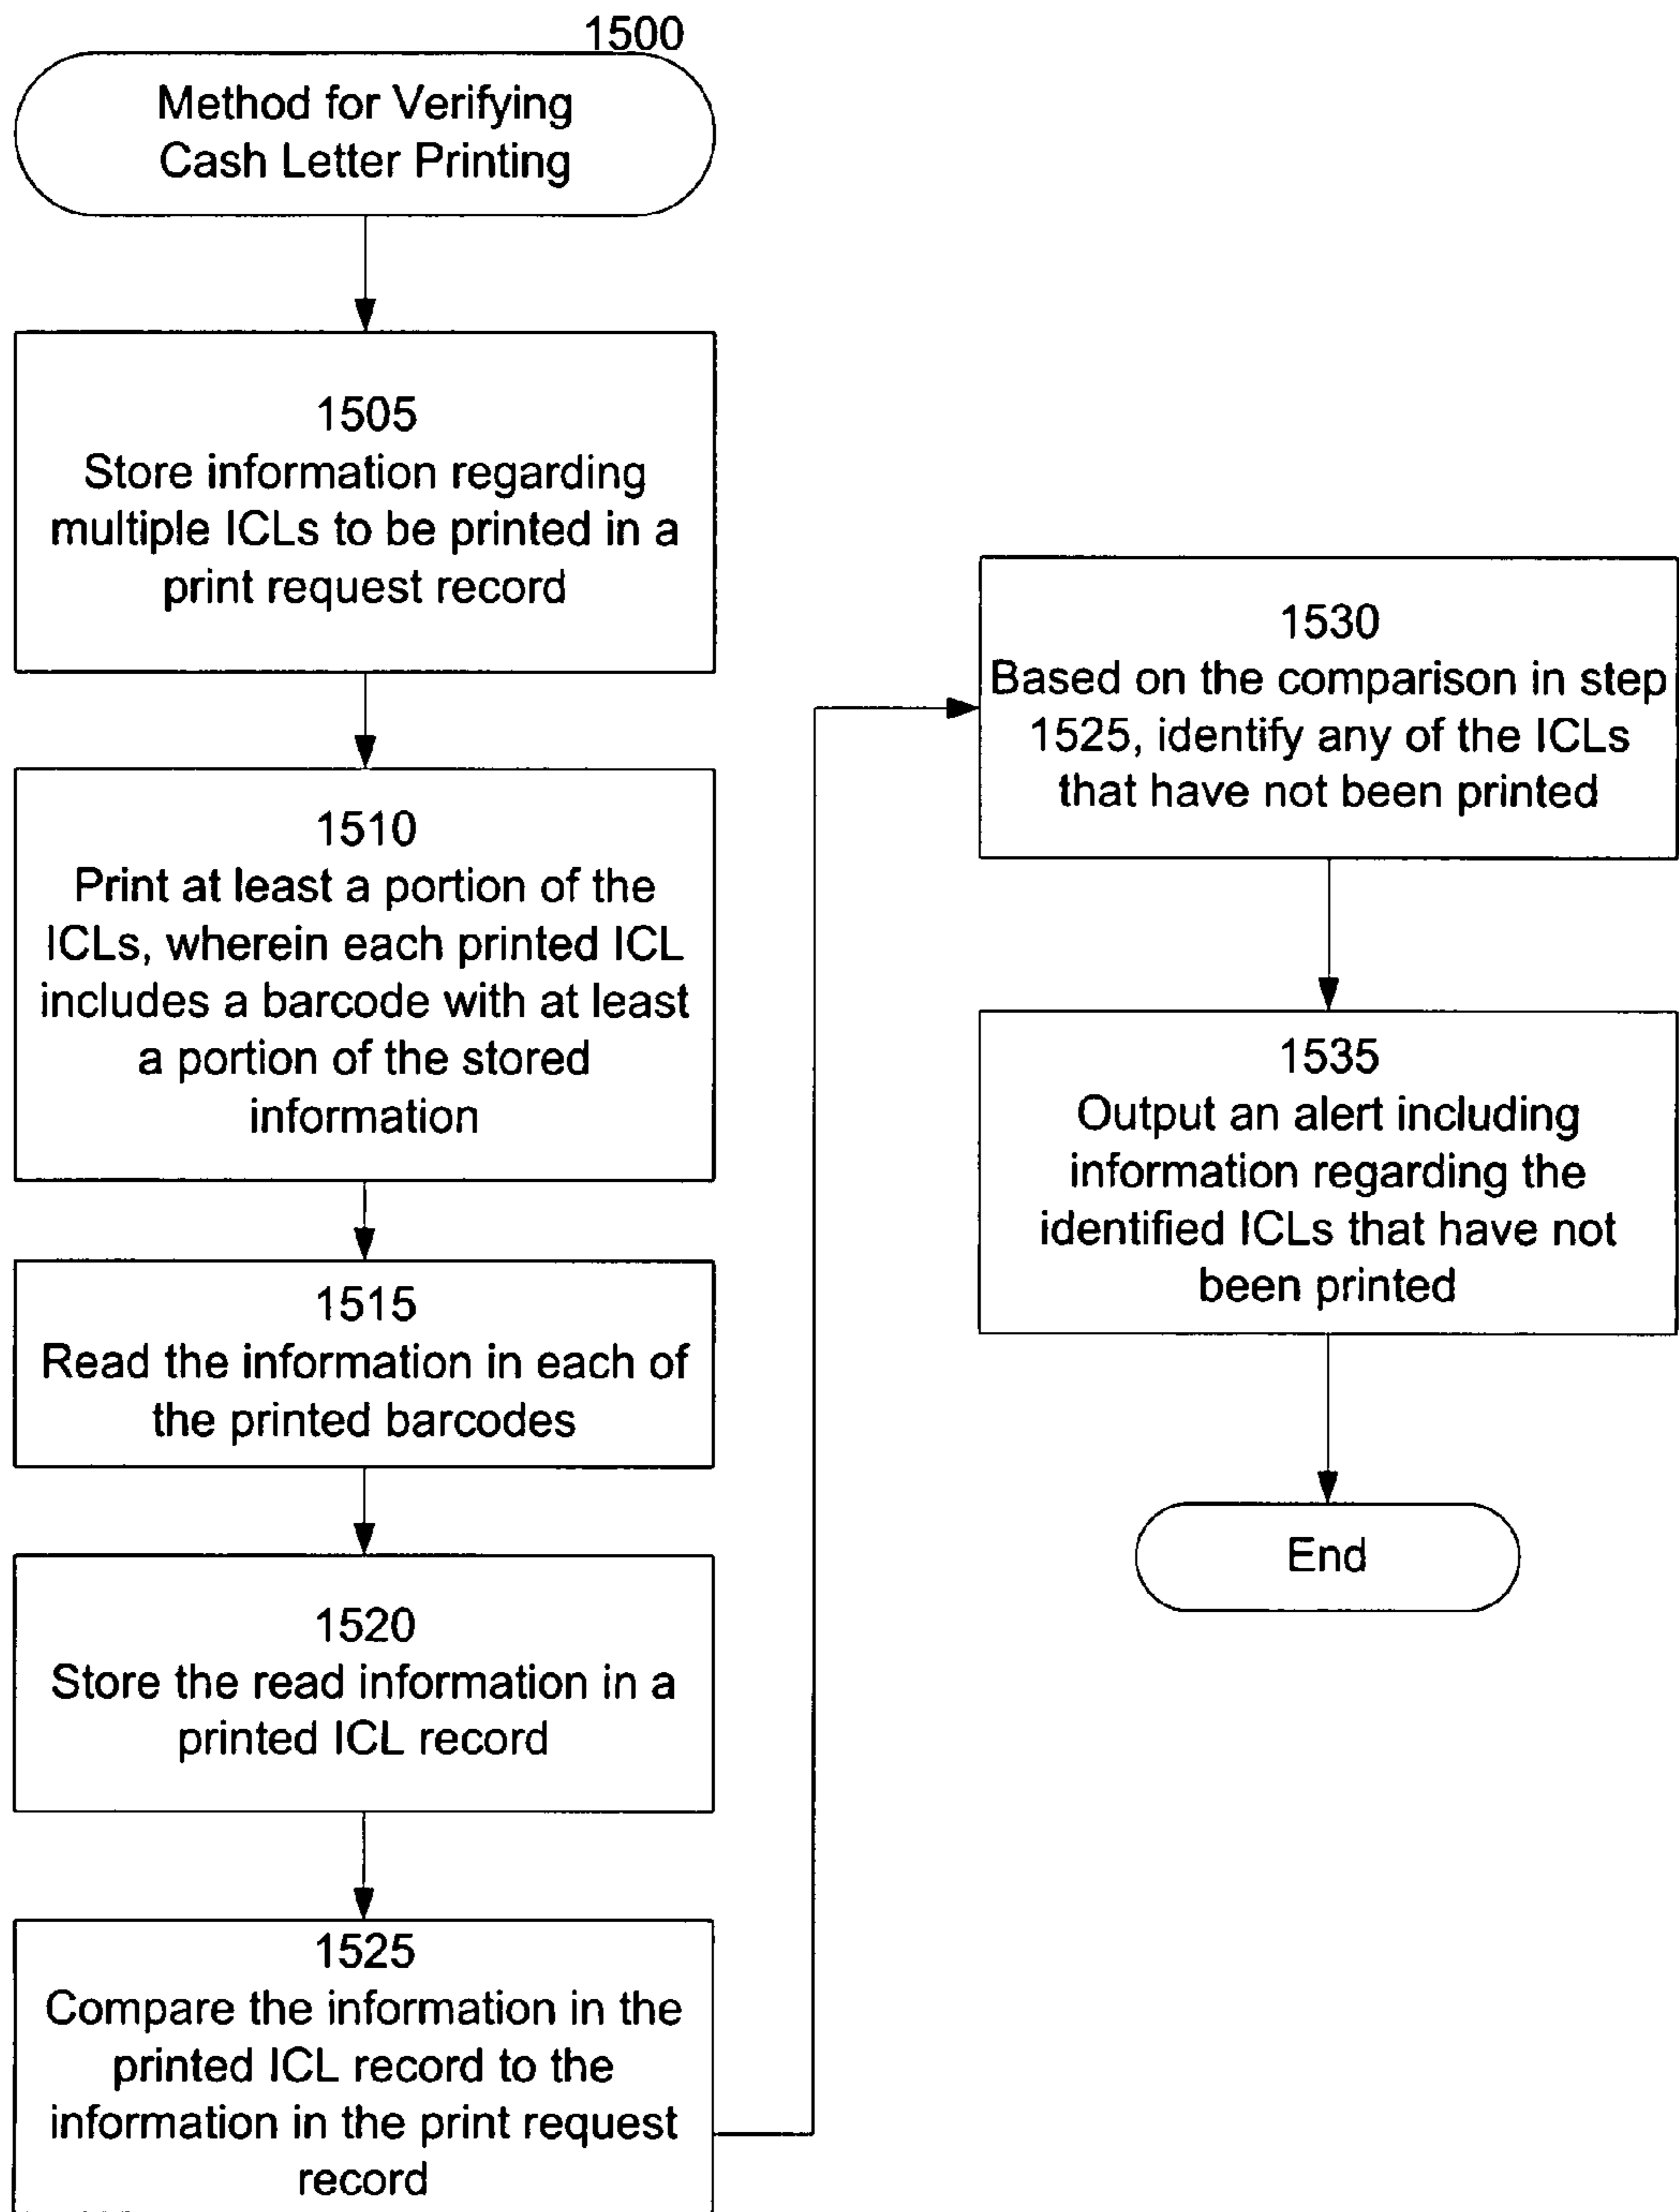 1500
Method for Verifying
Cash Letter Printing
1505
Store information regarding
multiple ICLs to be printed in a
print request record
1510
Print at least a portion of the
ICLs, wherein each printed ICL
includes a barcode with at least
a portion of the stored
information
1515
Read the information in each of
the printed barcodes
1520
Store the read information in a
printed ICL record
1525
Compare the information in the
printed ICL record to the
information in the print request
record
1530
Based on the comparison in step
1525, identify any of the ICLs
that have not been printed
1535
Output an alert including
information regarding the
identified ICLs that have not
been printed
End